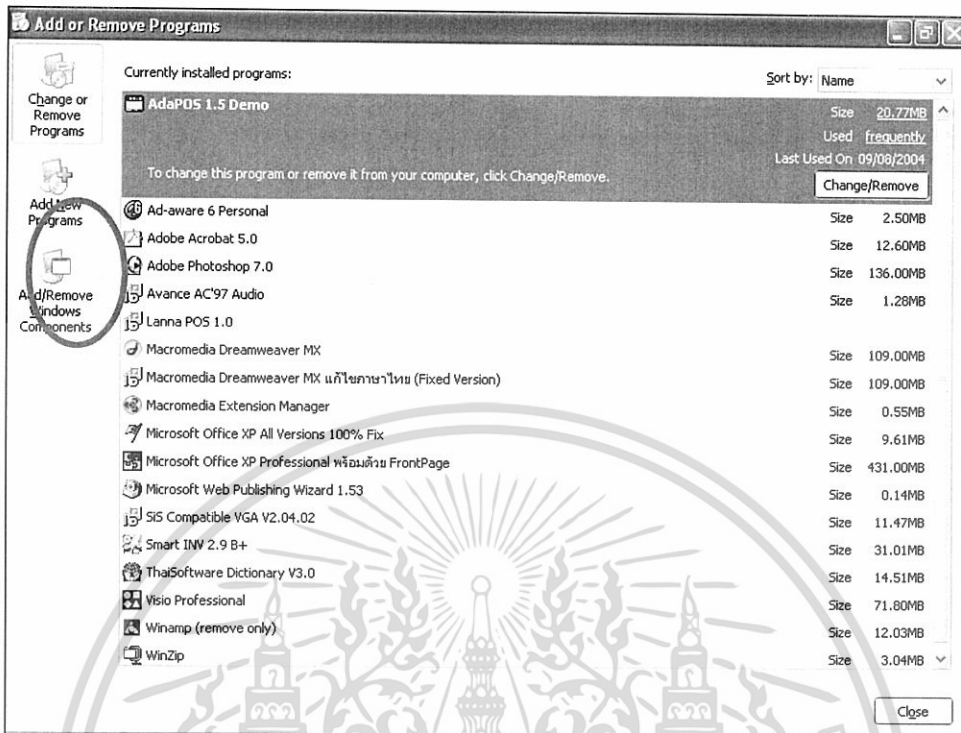 Add or Remove Programs
Change or
Remove
Programs
Add New
Programs
Add/Remove
Windows
Components
Currently installed programs:
Sort by: Name
AdaPOS 1.5 Demo
Size 20.77MB
Used frequently
Last Used On 09/08/2004
To change this program or remove it from your computer, click Change/Remove.
Change/Remove
Ad-aware 6 Personal Size 2.50MB
Adobe Acrobat 5.0 Size 12.60MB
Adobe Photoshop 7.0 Size 136.00MB
Avance AC'97 Audio Size 1.28MB
Lanna POS 1.0
Macromedia Dreamweaver MX Size 109.00MB
Macromedia Dreamweaver MX แก้ไขภาษาไทย (Fixed Version) Size 109.00MB
Macromedia Extension Manager Size 0.55MB
Microsoft Office XP All Versions 100% Fix Size 9.61MB
Microsoft Office XP Professional พร้อมด้วย FrontPage Size 431.00MB
Microsoft Web Publishing Wizard 1.53 Size 0.14MB
SiS Compatible VGA V2.04.02 Size 11.47MB
Smart INV 2.9 B+ Size 31.01MB
ThaiSoftware Dictionary V3.0 Size 14.51MB
Visio Professional Size 71.80MB
Winamp (remove only) Size 12.03MB
WinZip Size 3.04MB
Close